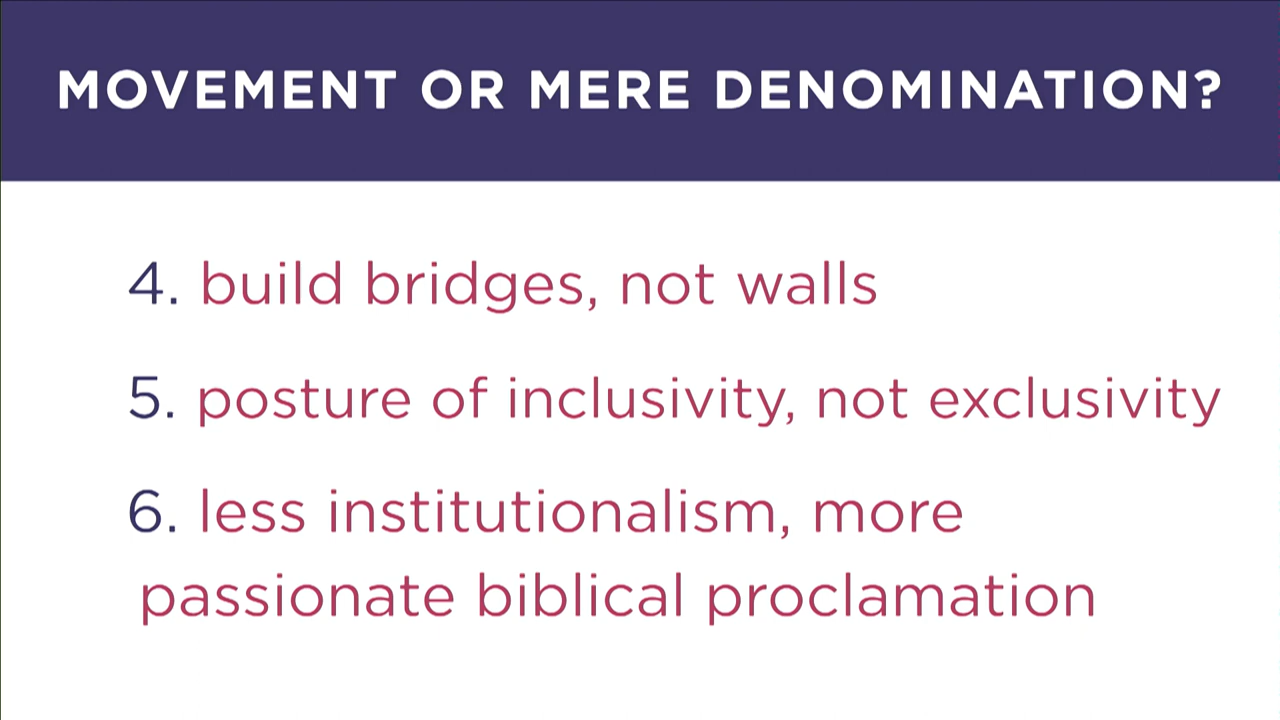 MOVEMENT OR MERE DENOMINATION?
4. build bridges, not walls
5. posture of inclusivity, not exclusivity
6. less institutionalism, more
passionate biblical proclamation